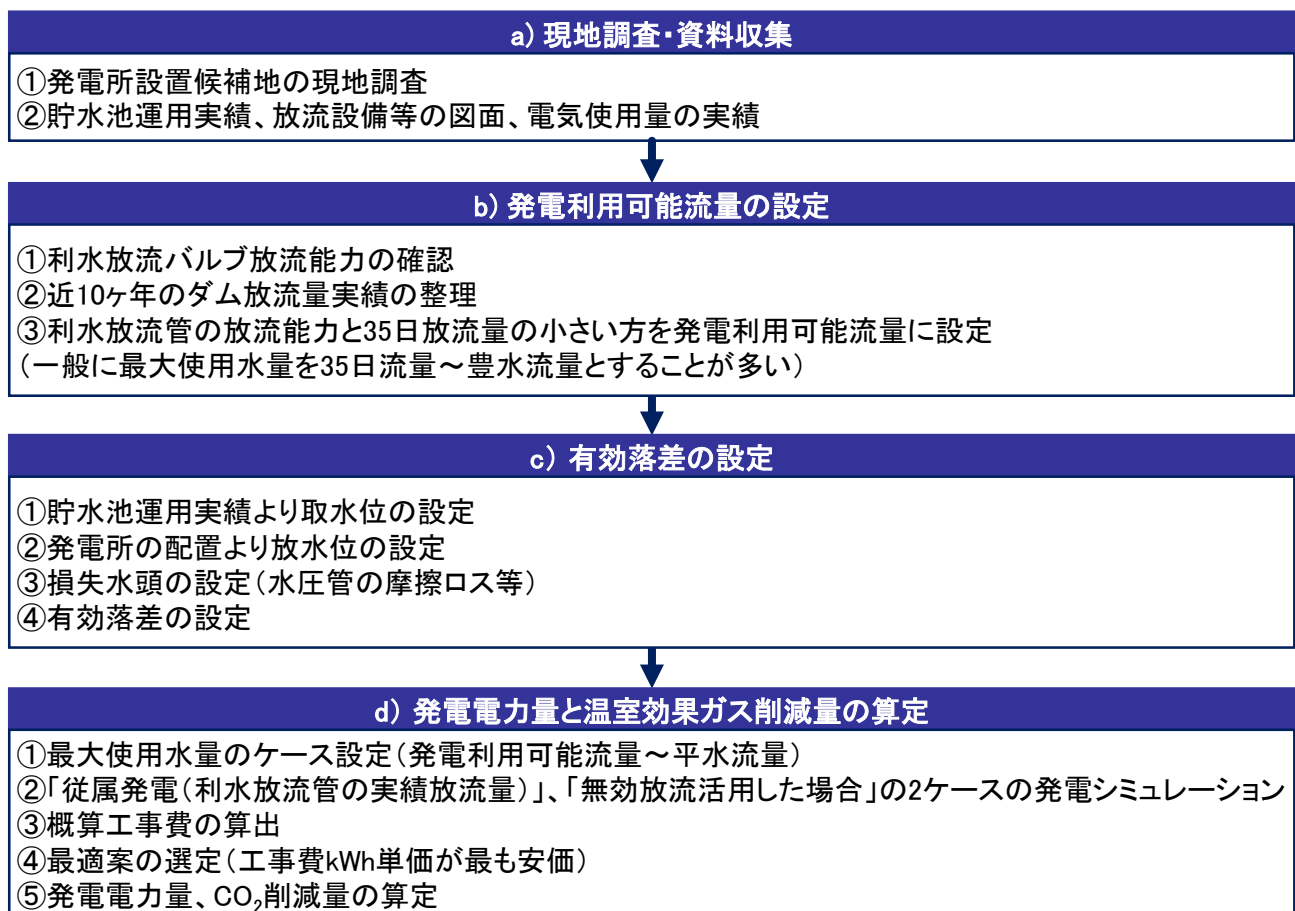 a) 現地調査・資料収集
①発電所設置候補地の現地調査
②貯水池運用実績、放流設備等の図面、電気使用量の実績
b) 発電利用可能流量の設定
①利水放流バルブ放流能力の確認
②近10ヶ年のダム放流量実績の整理
③利水放流管の放流能力と35日放流量の小さい方を発電利用可能流量に設定
（一般に最大使用水量を35日流量～豊水流量とすることが多い）
c) 有効落差の設定
①貯水池運用実績より取水位の設定
②発電所の配置より放水位の設定
③損失水頭の設定（水圧管の摩擦ロス等）
④有効落差の設定
d) 発電電力量と温室効果ガス削減量の算定
①最大使用水量のケース設定（発電利用可能流量～平水流量）
②「従属発電（利水放流管の実績放流量）」、「無効放流活用した場合」の2ケースの発電シミュレーション
③概算工事費の算出
④最適案の選定（工事費kWh単価が最も安価）
⑤発電電力量、CO₂削減量の算定